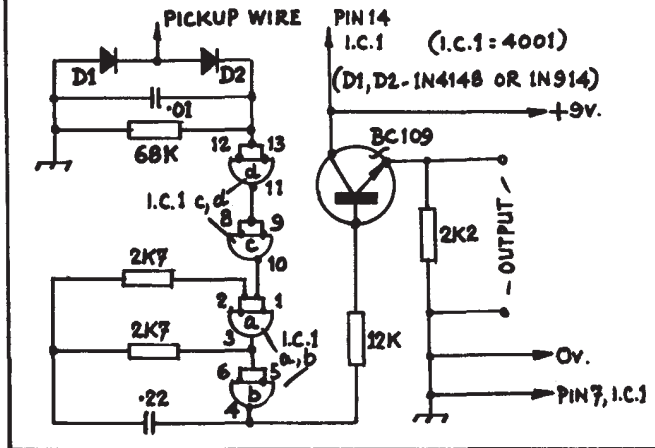 PICKUP WIRE
PIN 14
I.C.1
(I.C.1 = 4001)
(D1, D2 - 1N4148 OR 1N914)
D1
D2
+9v.
·01
BC109
68K
12
13
d
11
I.C.1 c, d
8
9
c
10
2K2
- OUTPUT -
2K7
2
1
a
3
I.C.1
a, b
2K7
12K
6
5
b
4
·22
0v.
PIN 7, I.C.1